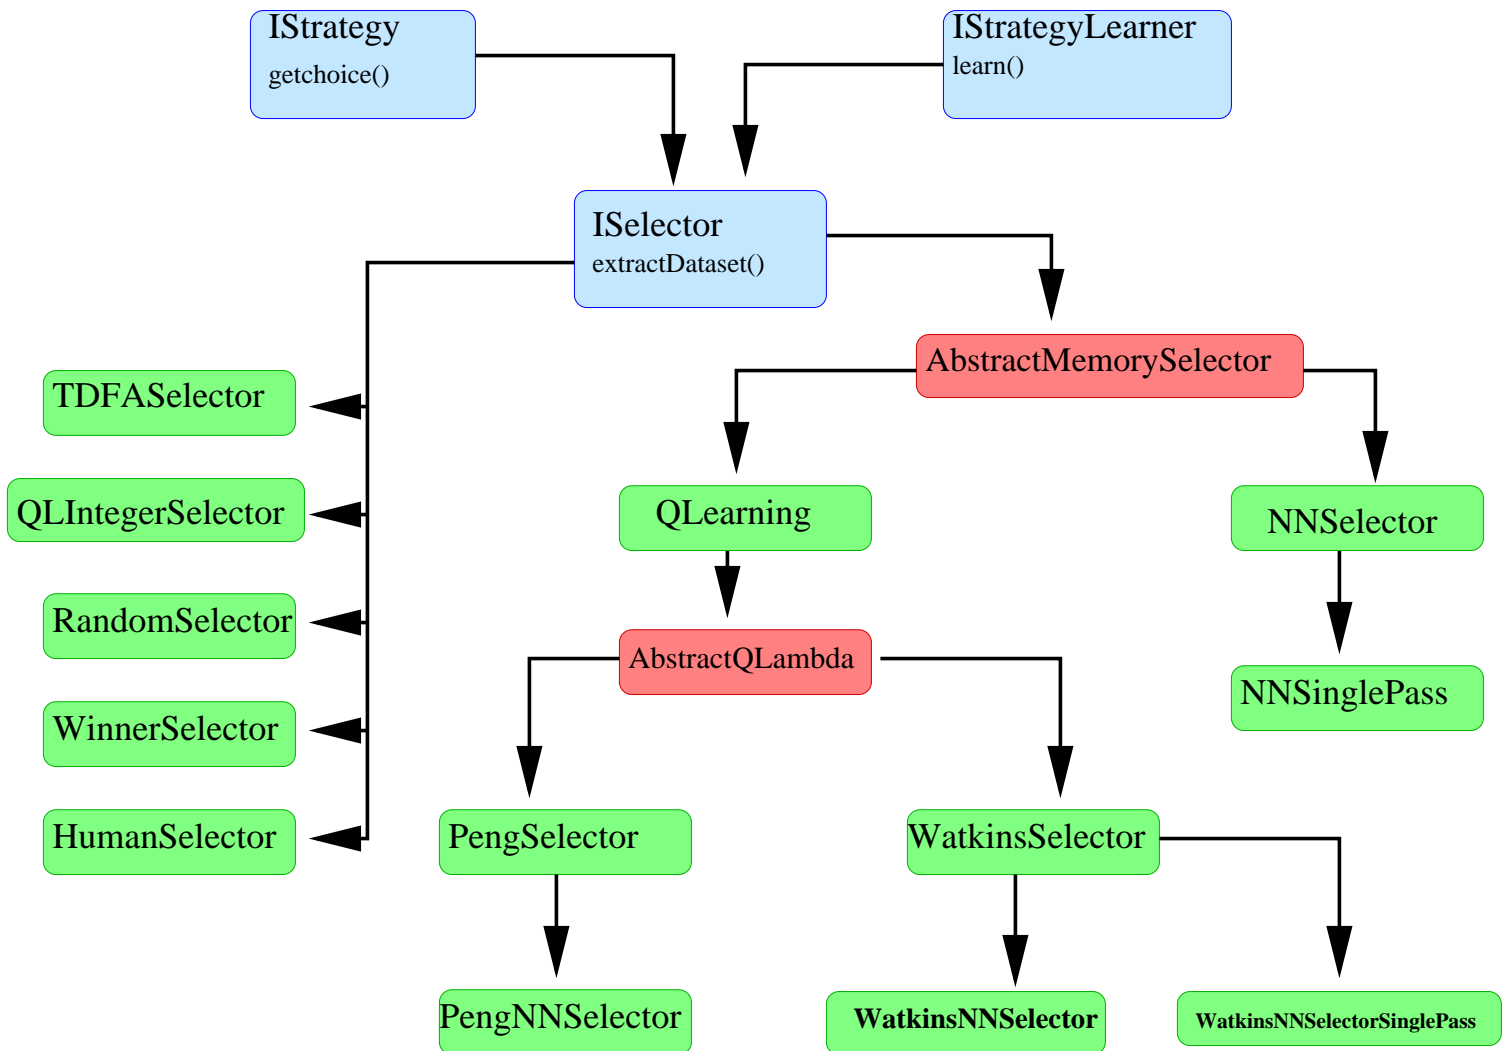 IStrategy
getchoice()
IStrategyLearner
learn()
ISelector
extractDataset()
AbstractMemorySelector
TDFASelector
QLIntegerSelector
QLearning
NNSelector
RandomSelector
AbstractQLambda
NNSinglePass
WinnerSelector
HumanSelector
PengSelector
WatkinsSelector
PengNNSelector
WatkinsNNSelector
WatkinsNNSelectorSinglePass